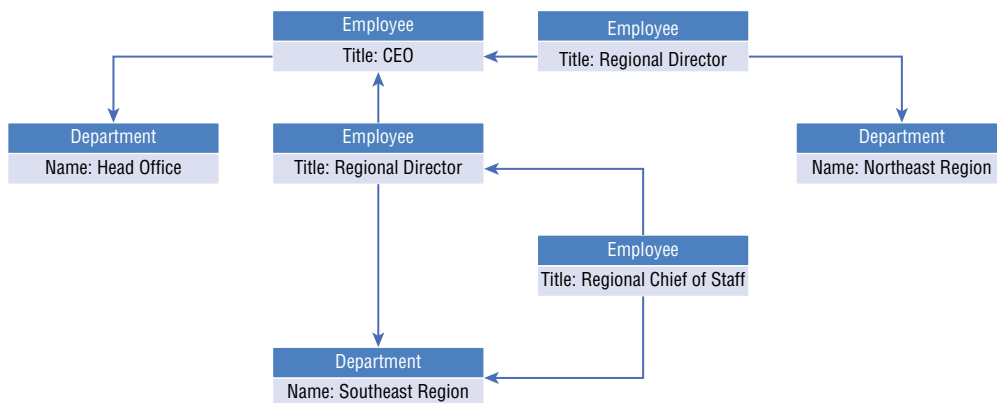 Employee
Title: CEO
Employee
Title: Regional Director
Department
Name: Head Office
Employee
Title: Regional Director
Department
Name: Northeast Region
Employee
Title: Regional Chief of Staff
Department
Name: Southeast Region